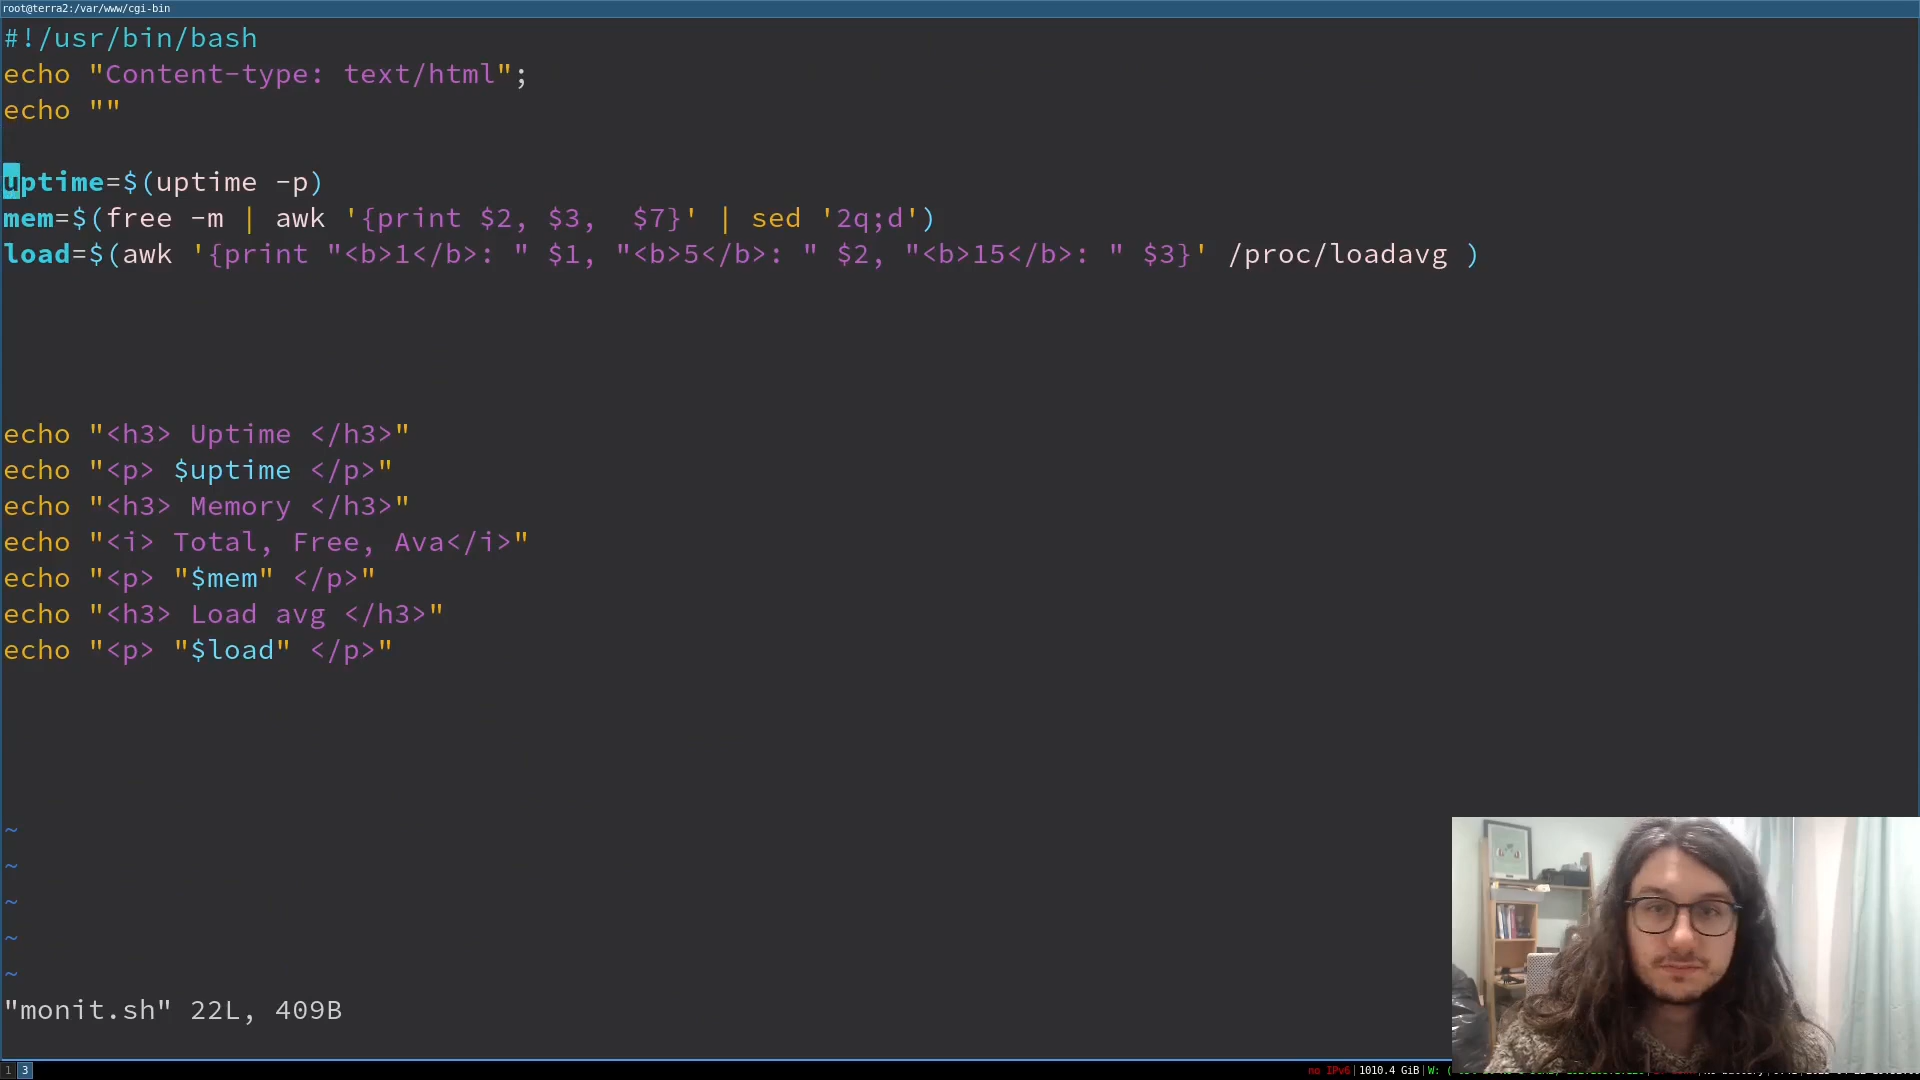 root@terra2:/var/www/cgi-bin
#!/usr/bin/bash
echo "Content-type: text/html";
echo ""
uptime=$(uptime -p)
mem=$(free -m | awk '{print $2, $3,  $7}' | sed '2q;d')
load=$(awk '{print "<b>1</b>: " $1, "<b>5</b>: " $2, "<b>15</b>: " $3}' /proc/loadavg )
echo "<h3> Uptime </h3>"
echo "<p> $uptime </p>"
echo "<h3> Memory </h3>"
echo "<i> Total, Free, Ava</i>"
echo "<p> "$mem" </p>"
echo "<h3> Load avg </h3>"
echo "<p> "$load" </p>"
~
~
~
~
~
"monit.sh" 22L, 409B
1 3 no IPv6|1010.4 GiB|W: (